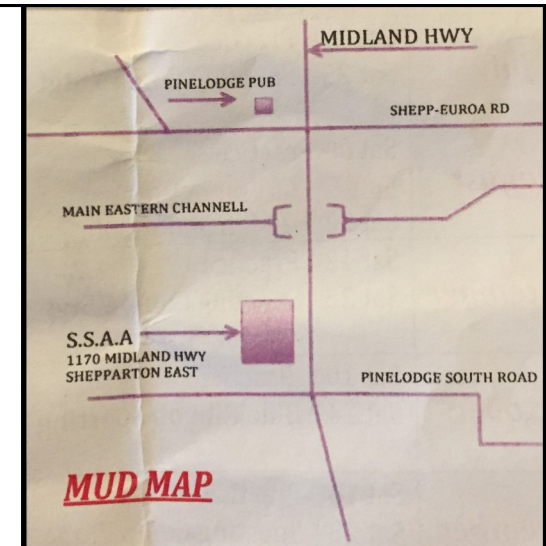 MIDLAND HWY
PINELODGE PUB
SHEPP-EUROA RD
MAIN EASTERN CHANNELL
S.S.A.A
1170 MIDLAND HWY
SHEPPARTON EAST
PINELODGE SOUTH ROAD
MUD MAP